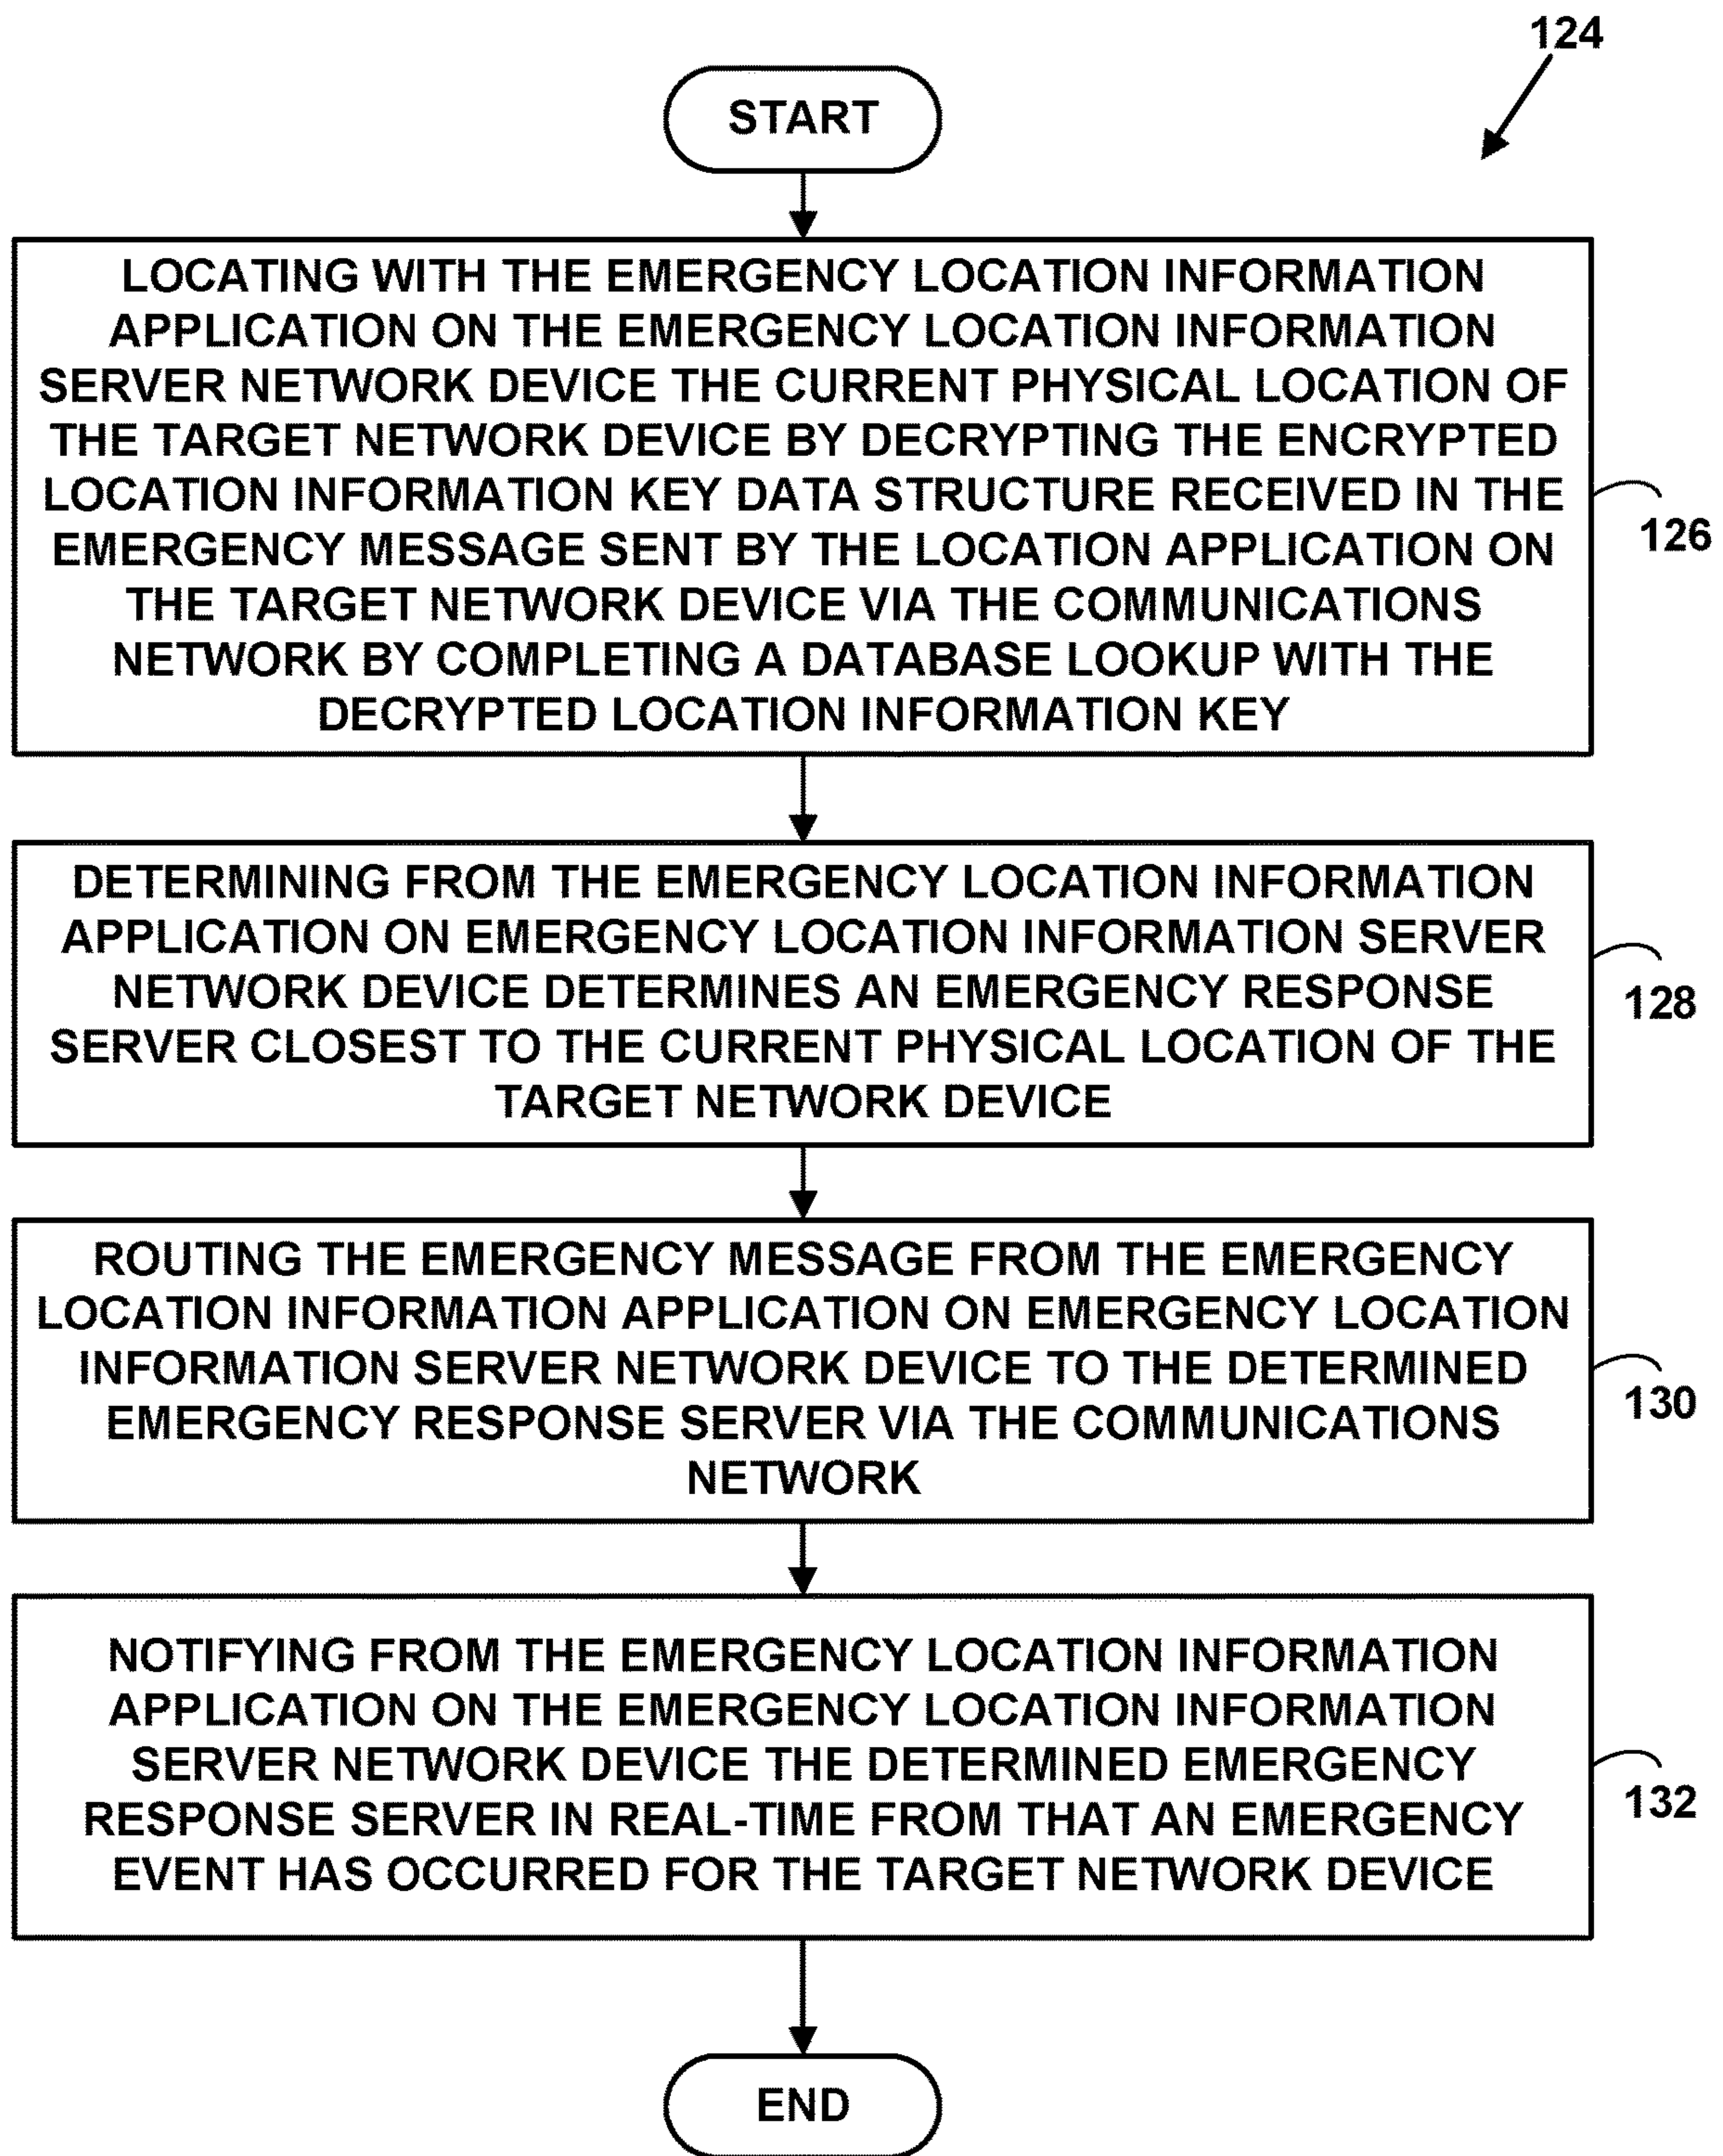 124
START
LOCATING WITH THE EMERGENCY LOCATION INFORMATION
APPLICATION ON THE EMERGENCY LOCATION INFORMATION
SERVER NETWORK DEVICE THE CURRENT PHYSICAL LOCATION OF
THE TARGET NETWORK DEVICE BY DECRYPTING THE ENCRYPTED
LOCATION INFORMATION KEY DATA STRUCTURE RECEIVED IN THE
EMERGENCY MESSAGE SENT BY THE LOCATION APPLICATION ON
THE TARGET NETWORK DEVICE VIA THE COMMUNICATIONS
NETWORK BY COMPLETING A DATABASE LOOKUP WITH THE
DECRYPTED LOCATION INFORMATION KEY
126
DETERMINING FROM THE EMERGENCY LOCATION INFORMATION
APPLICATION ON EMERGENCY LOCATION INFORMATION SERVER
NETWORK DEVICE DETERMINES AN EMERGENCY RESPONSE
SERVER CLOSEST TO THE CURRENT PHYSICAL LOCATION OF THE
TARGET NETWORK DEVICE
128
ROUTING THE EMERGENCY MESSAGE FROM THE EMERGENCY
LOCATION INFORMATION APPLICATION ON EMERGENCY LOCATION
INFORMATION SERVER NETWORK DEVICE TO THE DETERMINED
EMERGENCY RESPONSE SERVER VIA THE COMMUNICATIONS
NETWORK
130
NOTIFYING FROM THE EMERGENCY LOCATION INFORMATION
APPLICATION ON THE EMERGENCY LOCATION INFORMATION
SERVER NETWORK DEVICE THE DETERMINED EMERGENCY
RESPONSE SERVER IN REAL-TIME FROM THAT AN EMERGENCY
EVENT HAS OCCURRED FOR THE TARGET NETWORK DEVICE
132
END